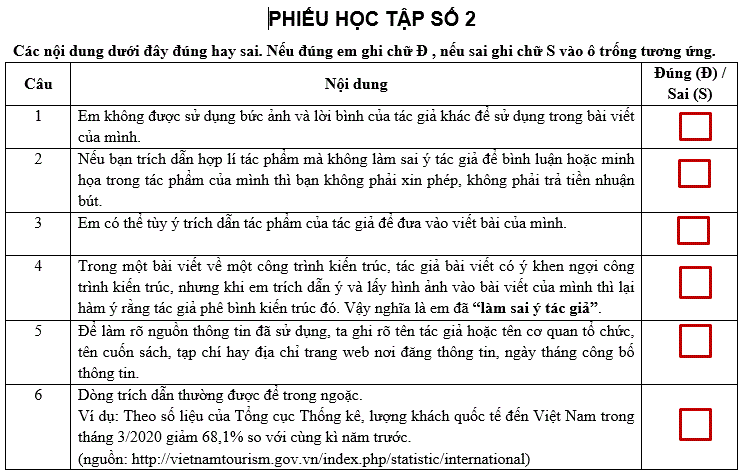 PHIẾU HỌC TẬP SỐ 2
Các nội dung dưới đây đúng hay sai. Nếu đúng em ghi chữ Đ , nếu sai ghi chữ S vào ô trống tương ứng.
Câu
Nội dung
Đúng (Đ) /
Sai (S)
1
Em không được sử dụng bức ảnh và lời bình của tác giả khác để sử dụng trong bài viết
của mình.
2
Nếu bạn trích dẫn hợp lí tác phẩm mà không làm sai ý tác giả để bình luận hoặc minh
họa trong tác phẩm của mình thì bạn không phải xin phép, không phải trả tiền nhuận
bút.
3
Em có thể tùy ý trích dẫn tác phẩm của tác giả để đưa vào viết bài của mình.
4
Trong một bài viết về một công trình kiến trúc, tác giả bài viết có ý khen ngợi công
trình kiến trúc, nhưng khi em trích dẫn ý và lấy hình ảnh vào bài viết của mình thì lại
hàm ý rằng tác giả phê bình kiến trúc đó. Vậy nghĩa là em đã “làm sai ý tác giả”.
5
Để làm rõ nguồn thông tin đã sử dụng, ta ghi rõ tên tác giả hoặc tên cơ quan tổ chức,
tên cuốn sách, tạp chí hay địa chỉ trang web nơi đăng thông tin, ngày tháng công bố
thông tin.
6
Dòng trích dẫn thường được để trong ngoặc.
Ví dụ: Theo số liệu của Tổng cục Thống kê, lượng khách quốc tế đến Việt Nam trong
tháng 3/2020 giảm 68,1% so với cùng kì năm trước.
(nguồn: http://vietnamtourism.gov.vn/index.php/statistic/international)